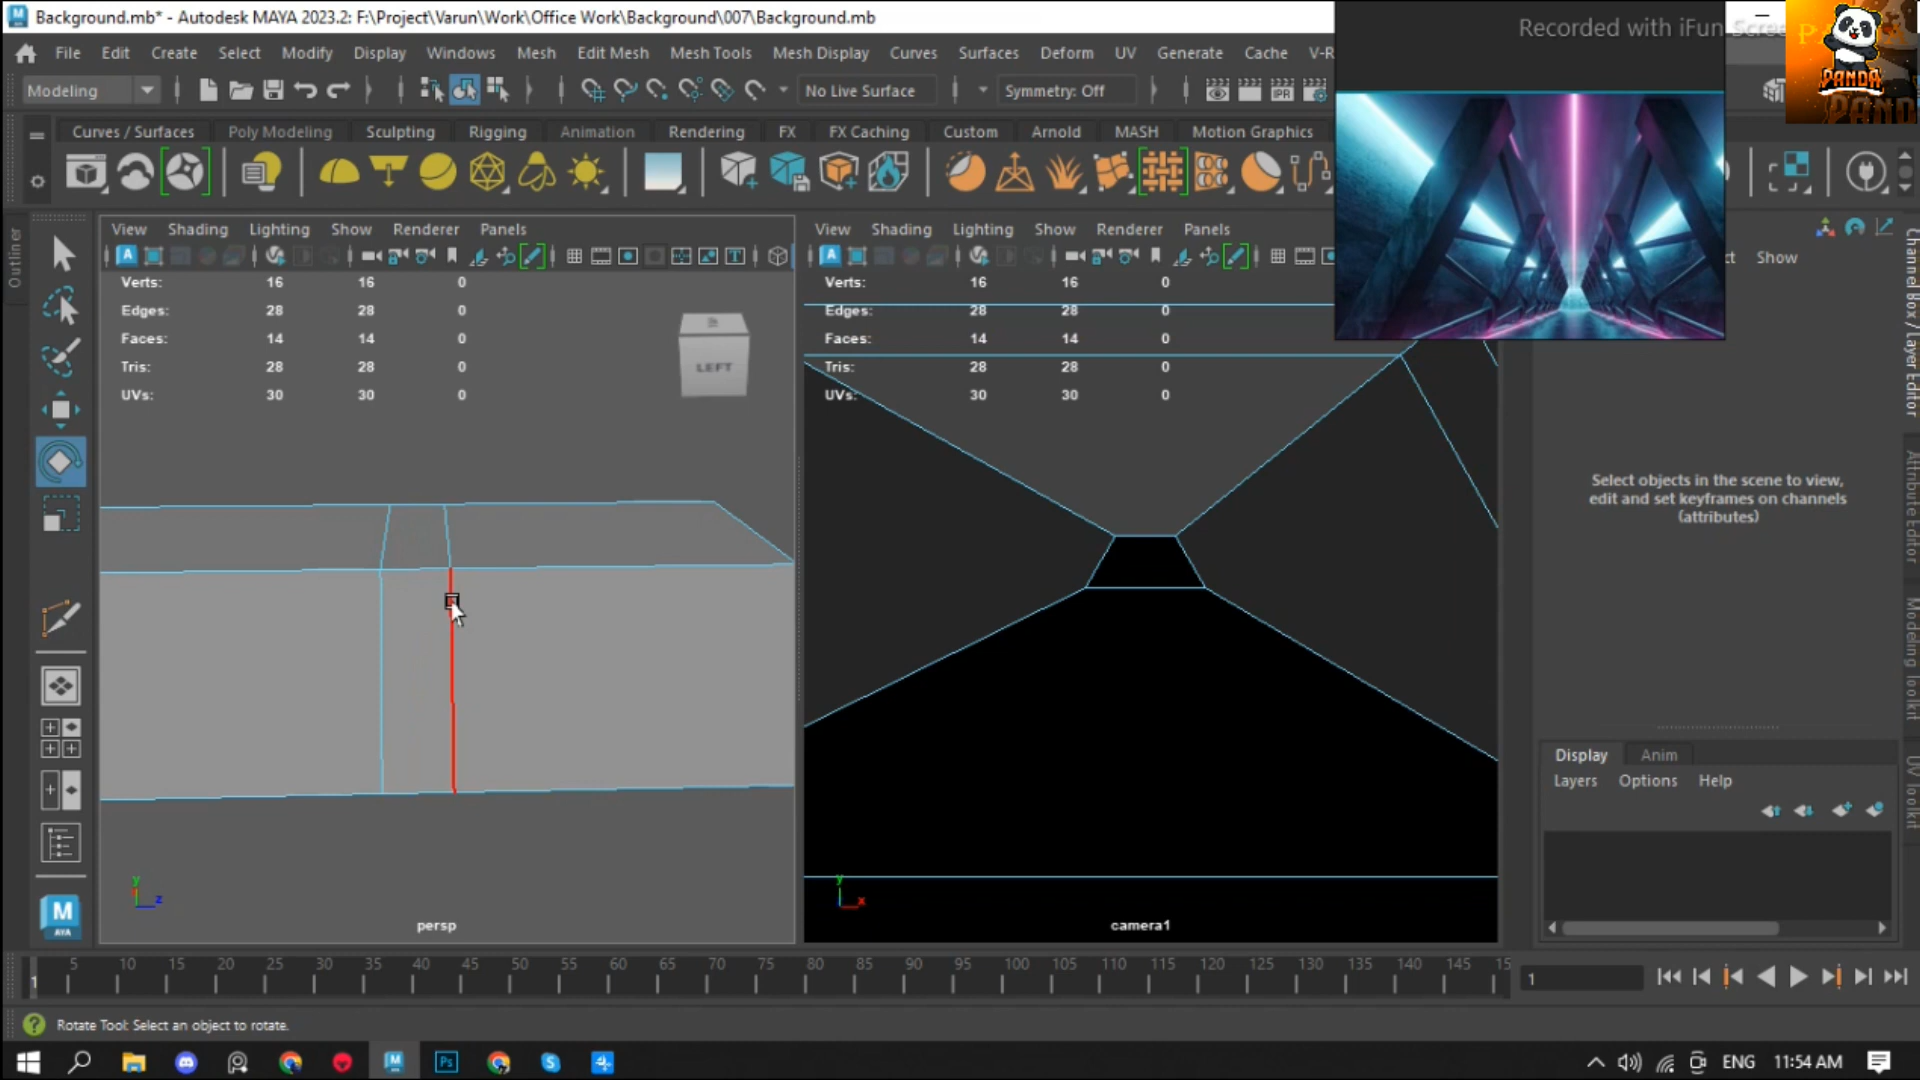 Background.mb* - Autodesk MAYA 2023.2: F:\Project\Varun\Work\Office Work\Background\007\Background.mb
Recorded with iFun Screen
PANDA
File Edit Create Select Modify Display Windows Mesh Edit Mesh Mesh Tools Mesh Display Curves Surfaces Deform UV Generate Cache V-R
Modeling No Live Surface Symmetry: Off IPR
Curves / Surfaces Poly Modeling Sculpting Rigging Animation Rendering FX FX Caching Custom Arnold MASH Motion Graphics
Outliner
View Shading Lighting Show Renderer Panels
Verts: 16 16 0
Edges: 28 28 0
Faces: 14 14 0
Tris: 28 28 0
UVs: 30 30 0
LEFT
persp
View Shading Lighting Show Renderer Panels
Verts: 16 16 0
Edges: 28 28 0
Faces: 14 14 0
Tris: 28 28 0
UVs: 30 30 0
camera1
ct Show
Select objects in the scene to view,
edit and set keyframes on channels
(attributes)
Channel Box / Layer Editor
Attribute Editor
Modeling Toolkit
UV Toolkit
Display Anim
Layers Options Help
y z
y x
M
AYA
5 10 15 20 25 30 35 40 45 50 55 60 65 70 75 80 85 90 95 100 105 110 115 120 125 130 135 140 145 15
1
1
Rotate Tool: Select an object to rotate.
Ps
ENG 11:54 AM